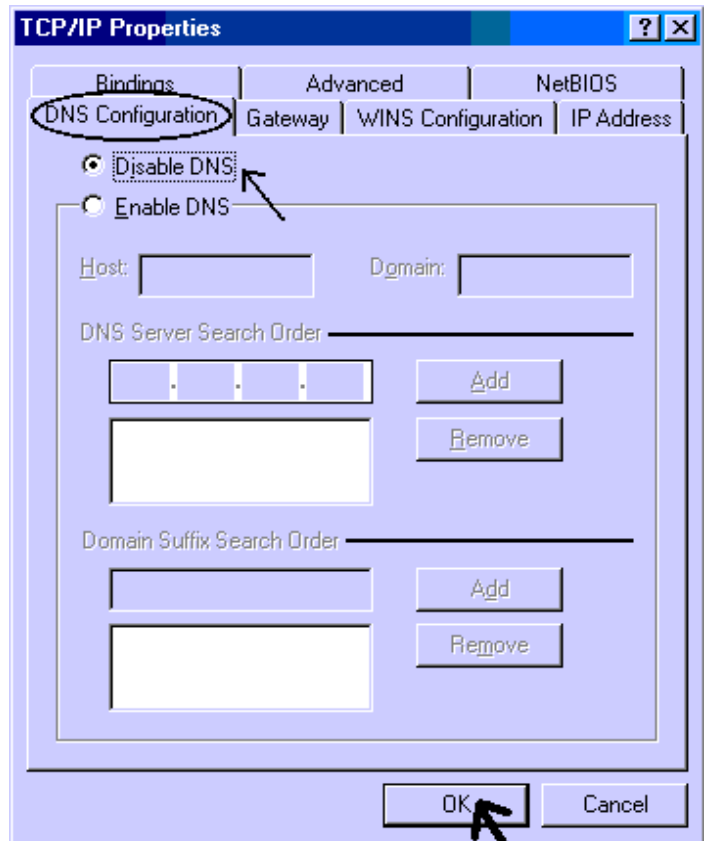 TCP/IP Properties
Bindings Advanced NetBIOS
DNS Configuration Gateway WINS Configuration IP Address
Disable DNS
Enable DNS
Host: Domain:
DNS Server Search Order
. . . Add
Remove
Domain Suffix Search Order
Add
Remove
OK Cancel